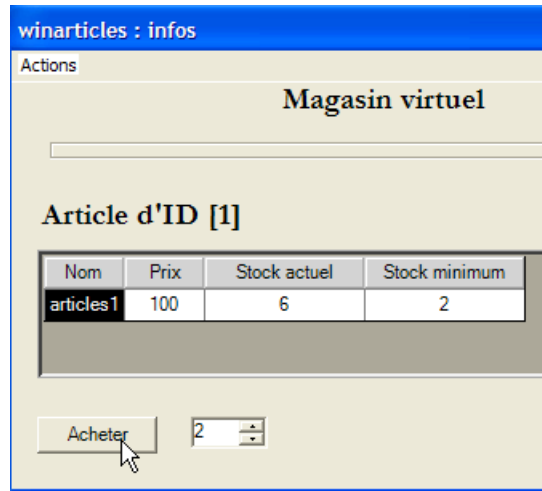 winarticles : infos
Actions
Magasin virtuel
Article d'ID [1]
Nom Prix Stock actuel Stock minimum
articles1 100 6 2
Acheter 2